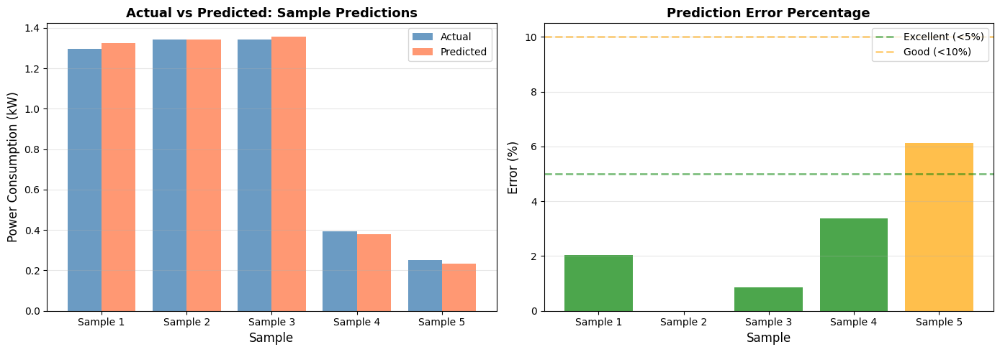 Actual vs Predicted: Sample Predictions
Actual
Predicted
Power Consumption (kW)
1.4
1.2
1.0
0.8
0.6
0.4
0.2
0.0
Sample 1 Sample 2 Sample 3 Sample 4 Sample 5
Sample
Prediction Error Percentage
Excellent (<5%)
Good (<10%)
Error (%)
10
8
6
4
2
0
Sample 1 Sample 2 Sample 3 Sample 4 Sample 5
Sample